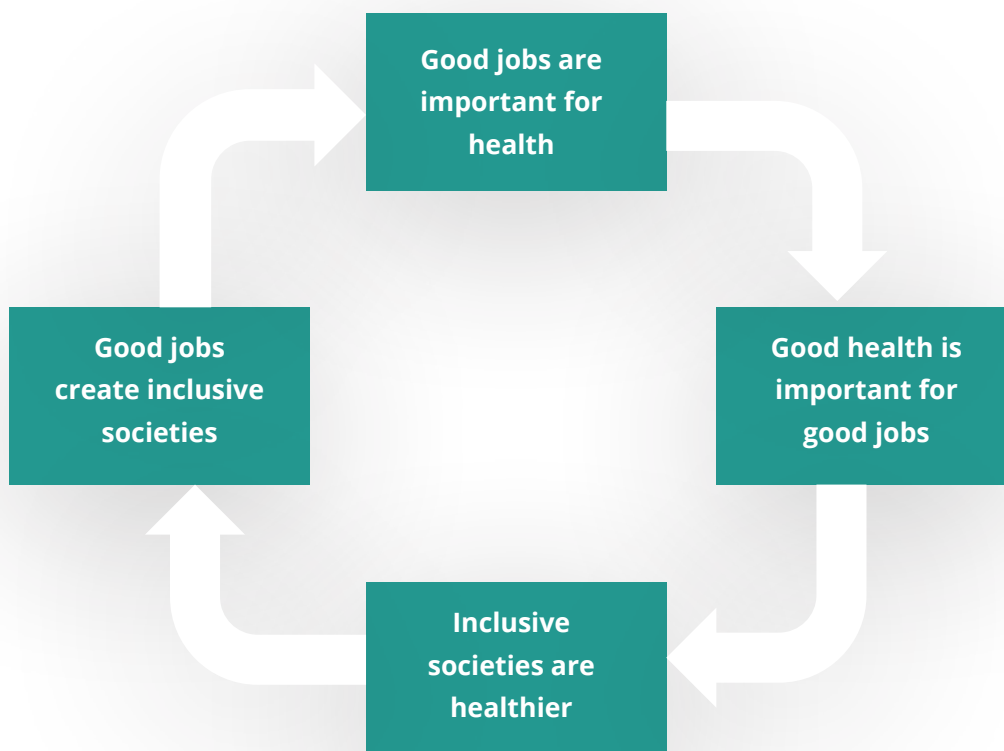 Good jobs are
important for
health
Good jobs
create inclusive
societies
Good health is
important for
good jobs
Inclusive
societies are
healthier